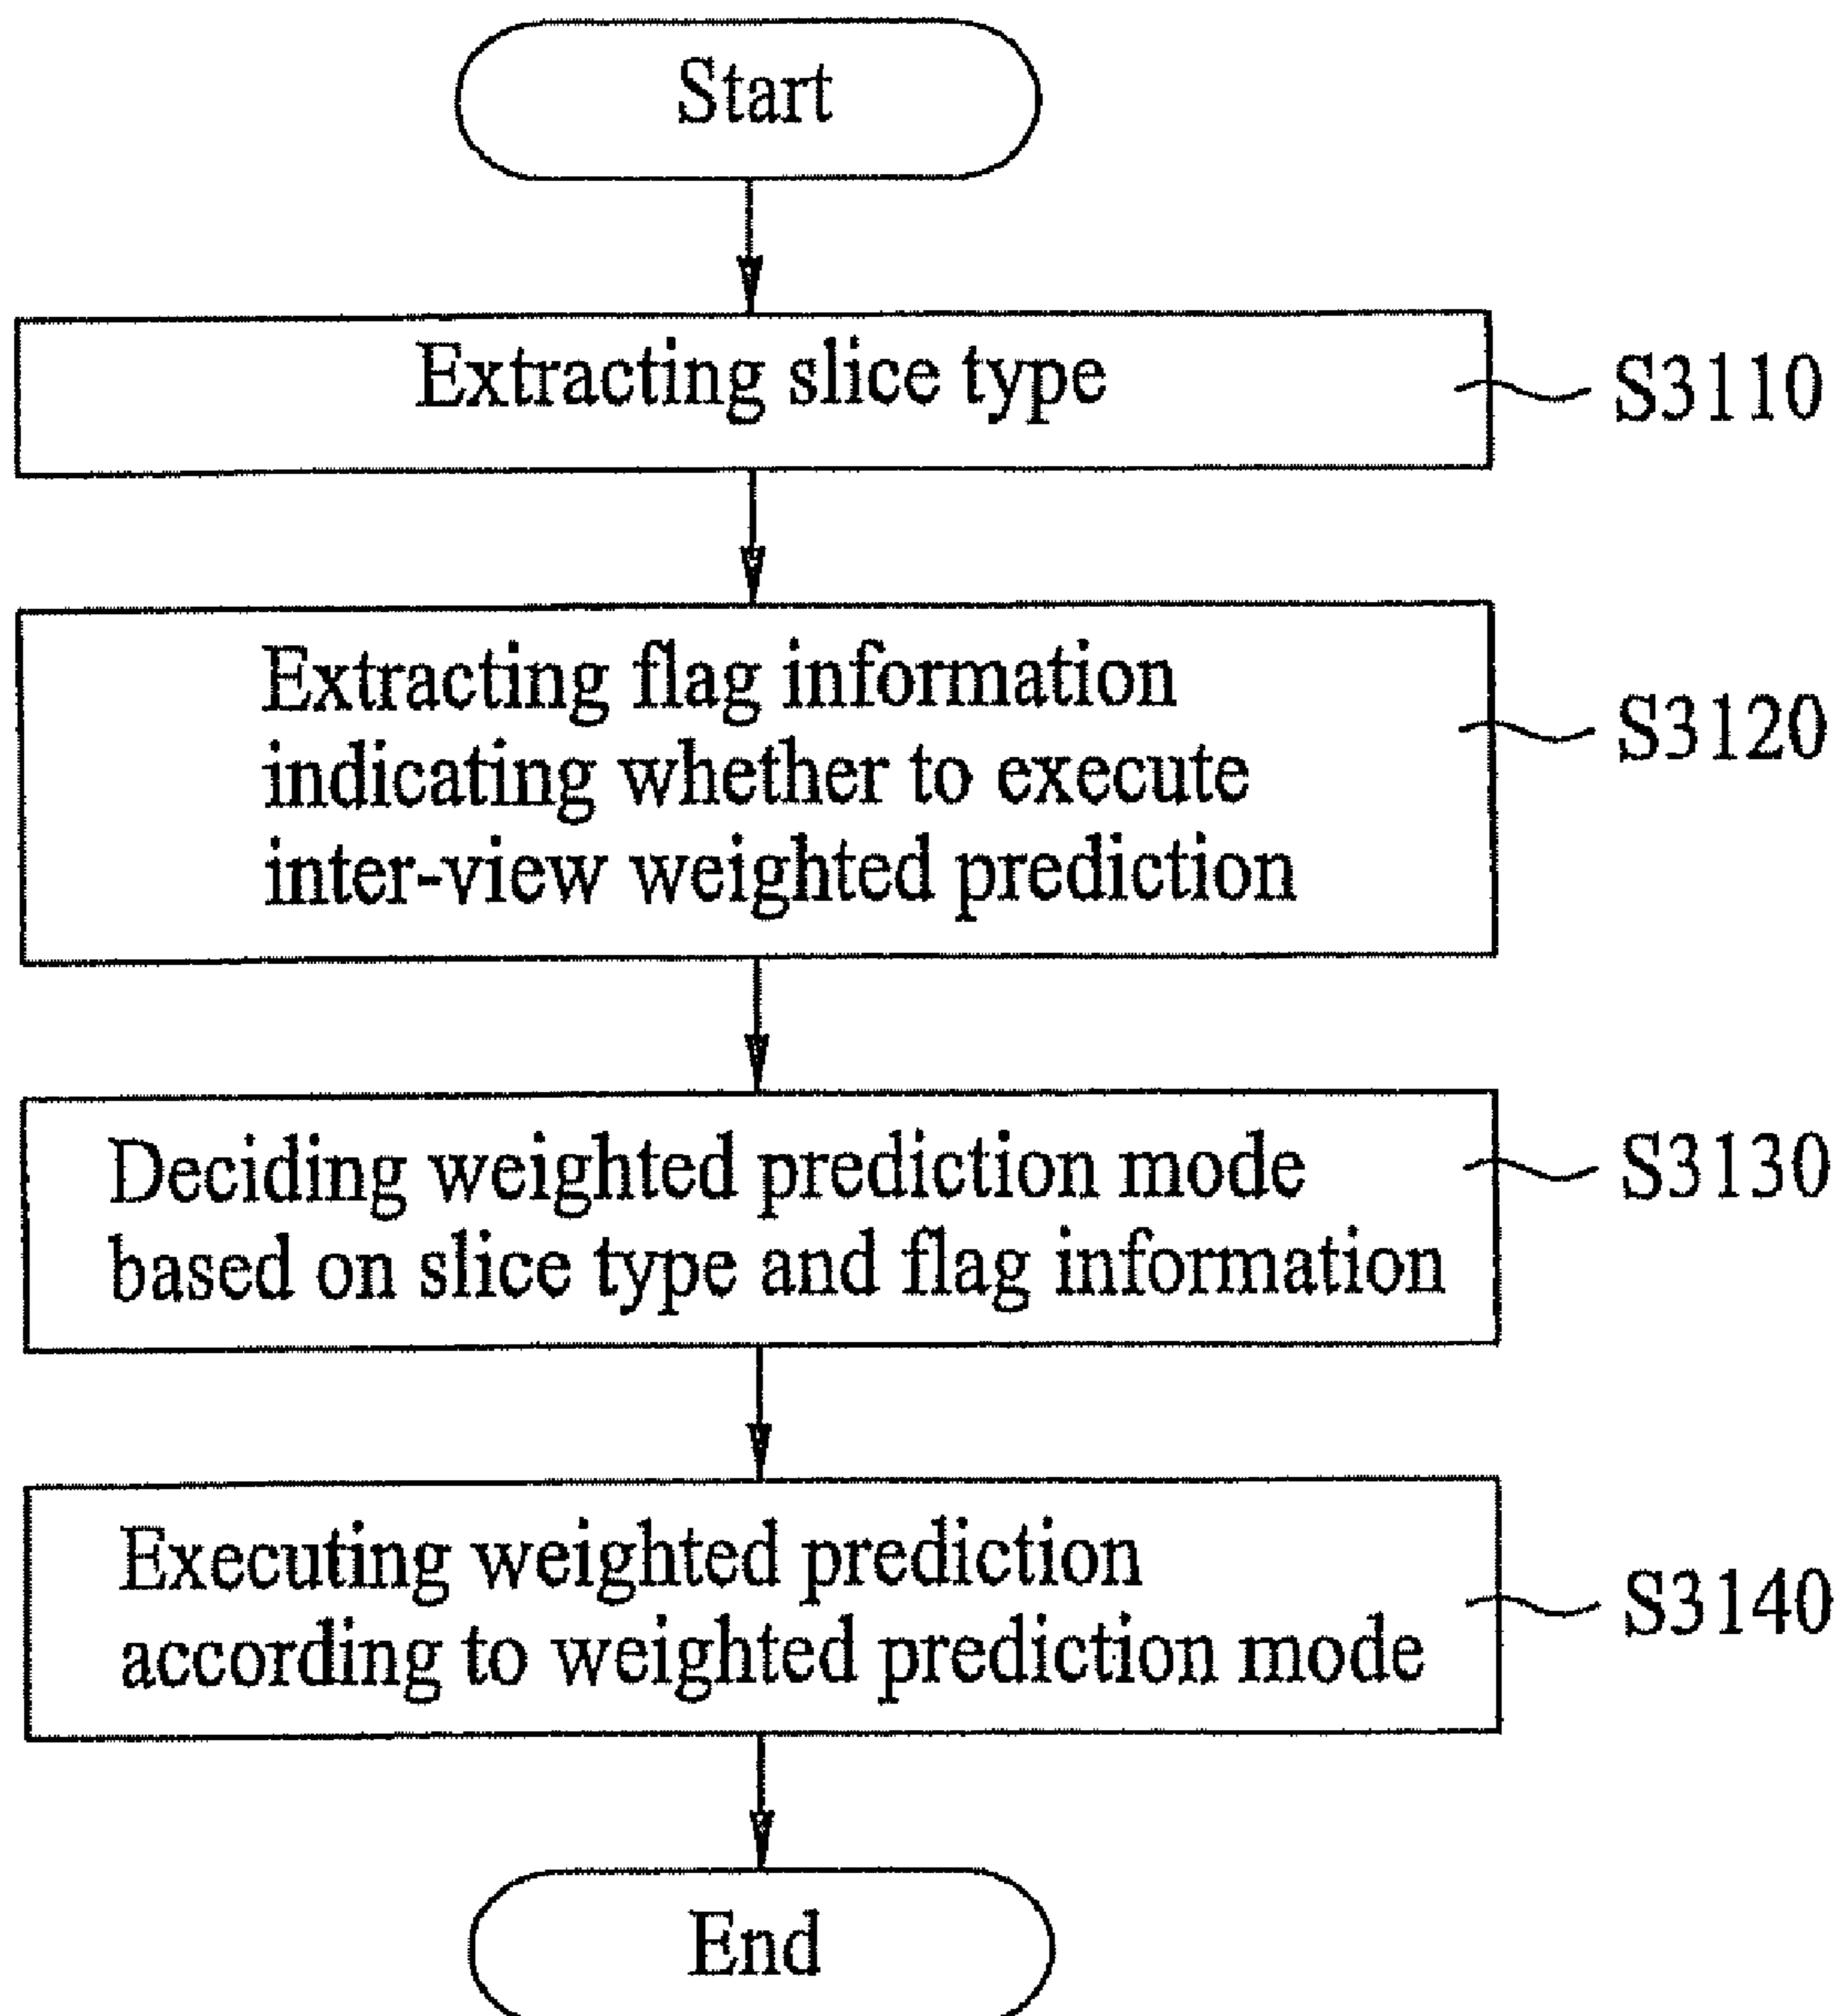 Start
Extracting slice type
S3110
Extracting flag information
indicating whether to execute
inter-view weighted prediction
S3120
Deciding weighted prediction mode
based on slice type and flag information
S3130
Executing weighted prediction
according to weighted prediction mode
S3140
End